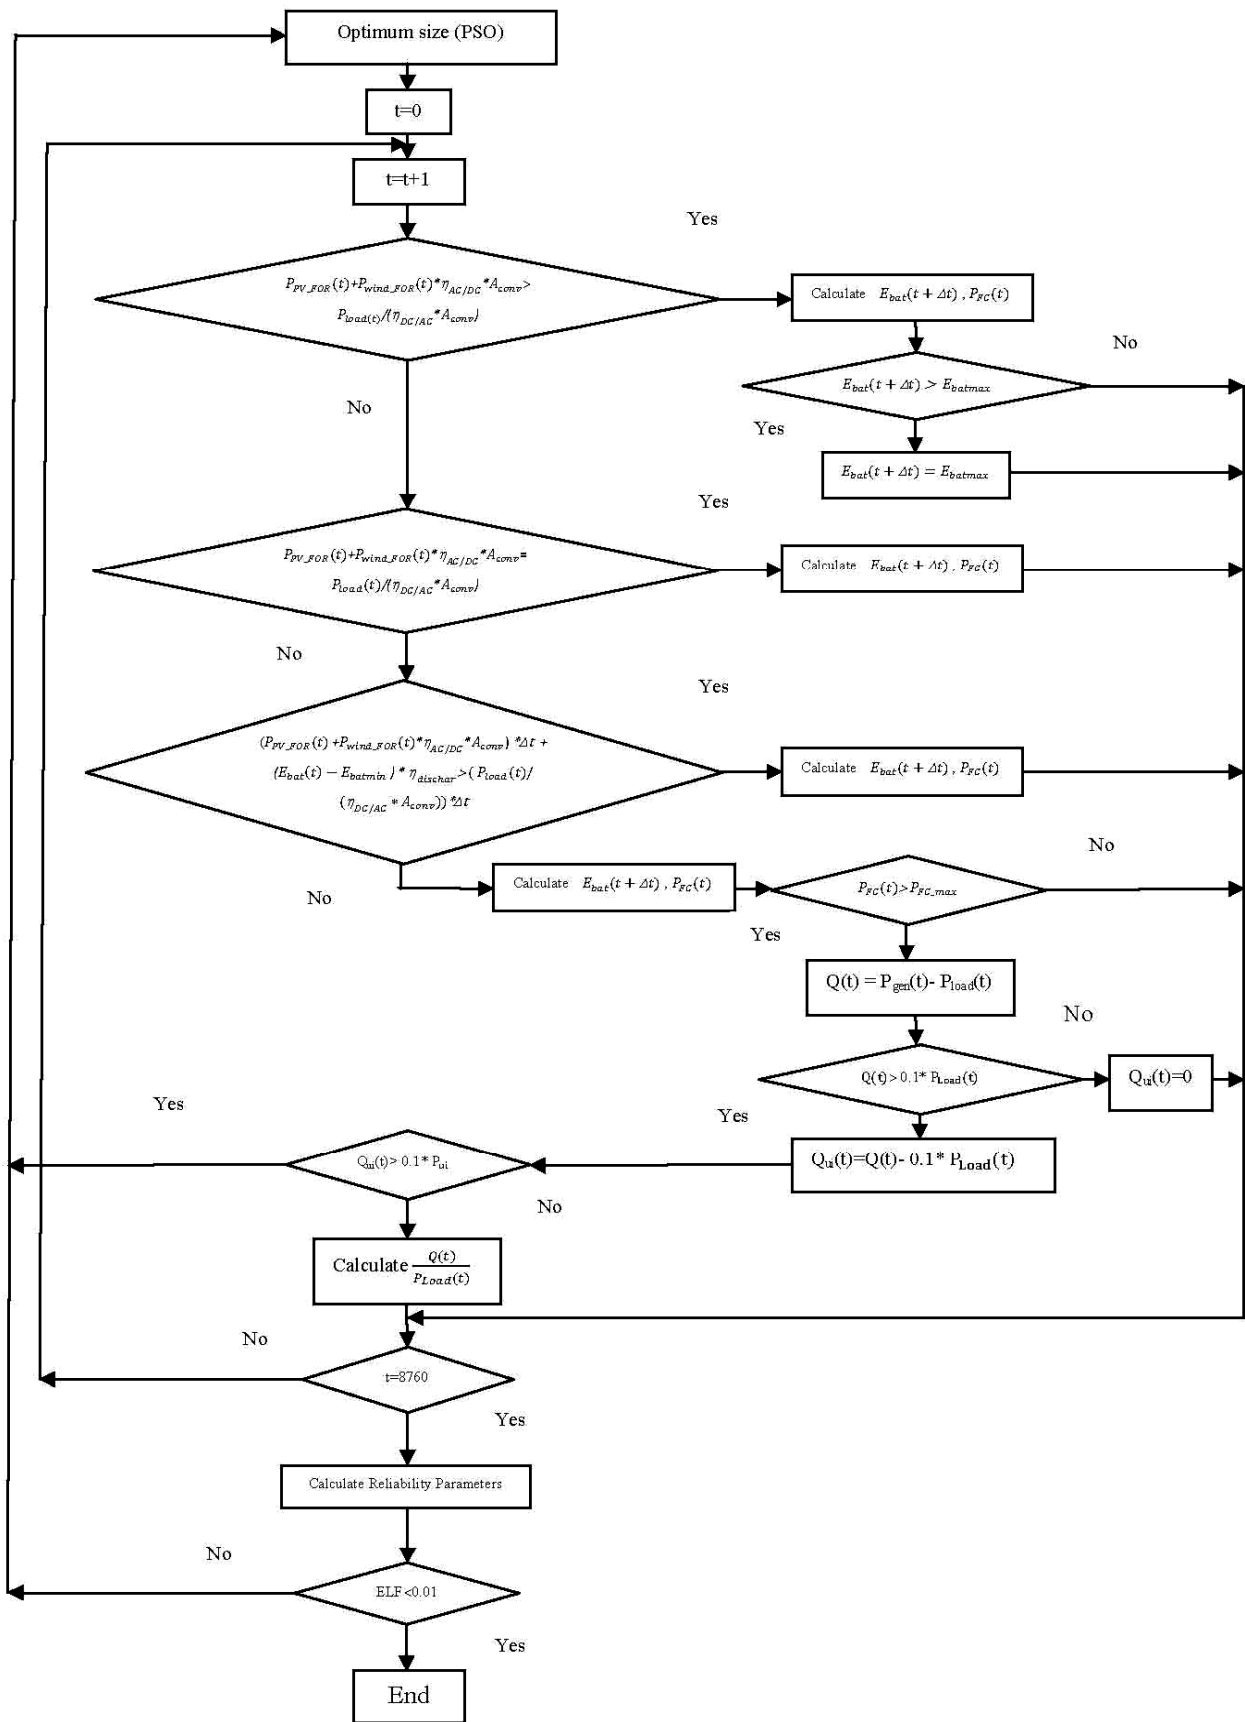 Optimum size (PSO)
t=0
t=t+1
Yes
P_PV_FOR(t)+P_wind_FOR(t)*η_AC/DC*A_conv>
P_load(t)/(η_DC/AC*A_conv)
Calculate E_bat(t + Δt) , P_FC(t)
No
E_bat(t + Δt) > E_batmax
No
Yes
E_bat(t + Δt) = E_batmax
Yes
P_PV_FOR(t)+P_wind_FOR(t)*η_AC/DC*A_conv=
P_load(t)/(η_DC/AC*A_conv)
Calculate E_bat(t + Δt) , P_FC(t)
No
Yes
(P_PV_FOR(t) +P_wind_FOR(t)*η_AC/DC*A_conv) *Δt +
(E_bat(t) − E_batmin) * η_dischar>( P_load(t)/
(η_DC/AC * A_conv)) *Δt
Calculate E_bat(t + Δt) , P_FC(t)
No
No
Calculate E_bat(t + Δt) , P_FC(t)
P_FC(t)>P_FC_max
Yes
Q(t) = P_gen(t)- P_load(t)
No
Q(t) > 0.1* P_Load(t)
Q_ui(t)=0
Yes
Yes
Q_ui(t)> 0.1* P_ui
Q_ui(t)=Q(t)- 0.1* P_Load(t)
No
Calculate Q(t)/P_Load(t)
No
t=8760
Yes
Calculate Reliability Parameters
No
ELF<0.01
Yes
End